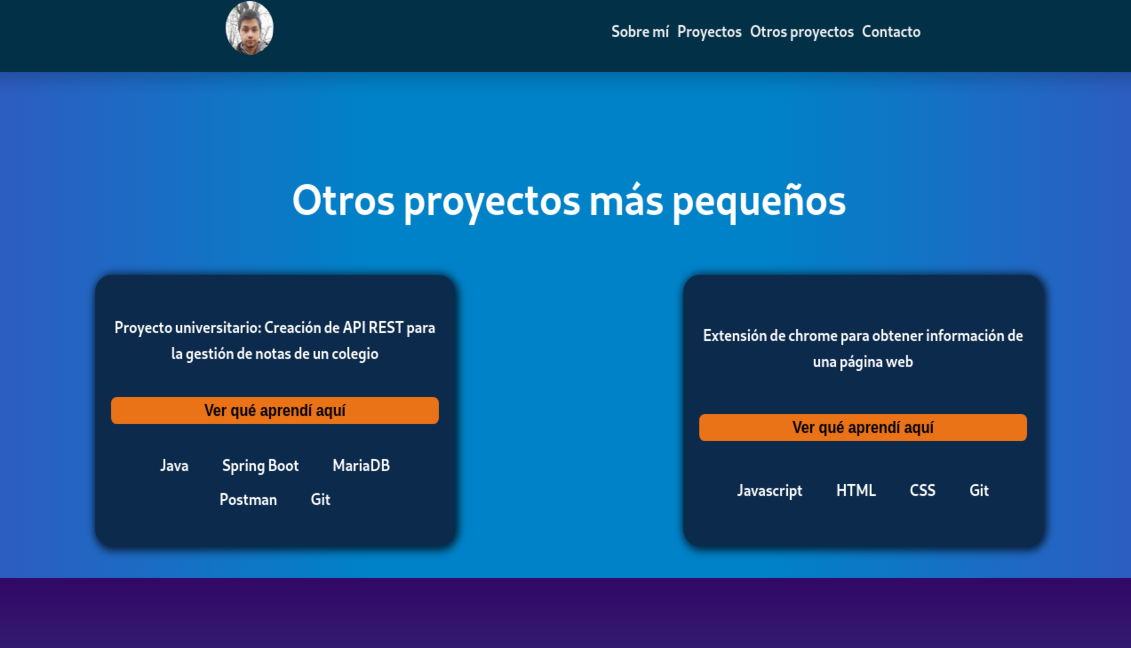 Sobre mí Proyectos Otros proyectos Contacto
Otros proyectos más pequeños
Proyecto universitario: Creación de API REST para
la gestión de notas de un colegio
Ver qué aprendí aquí
Java Spring Boot MariaDB
Postman Git
Extensión de chrome para obtener información de
una página web
Ver qué aprendí aquí
Javascript HTML CSS Git